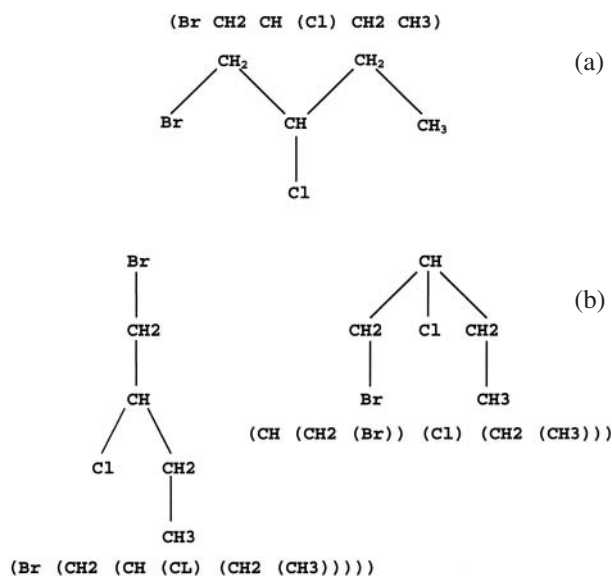 (Br CH2 CH (Cl) CH2 CH3)
CH₂ CH₂ (a)
Br CH CH₃
Cl
Br CH
(b)
CH2 CH2 Cl CH2
CH Br CH3
(CH (CH2 (Br)) (Cl) (CH2 (CH3)))
Cl CH2
CH3
(Br (CH2 (CH (CL) (CH2 (CH3)))))